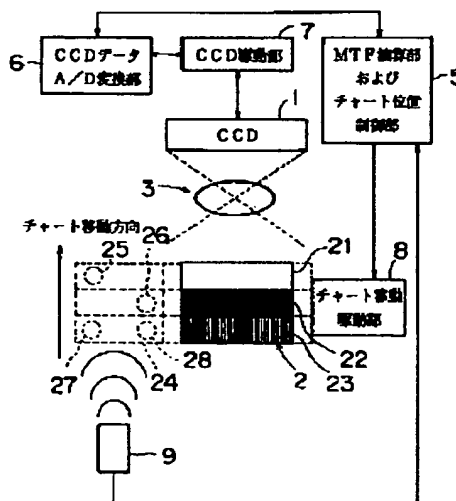 7
6
CCDデータ
A/D変換部
CCD駆動部
MTF演算部
および
チャート位置
制御部
5
1
CCD
3
チャート移動方向
26
25
21
8
チャート移動
駆動部
22
23
27
24
28
2
9